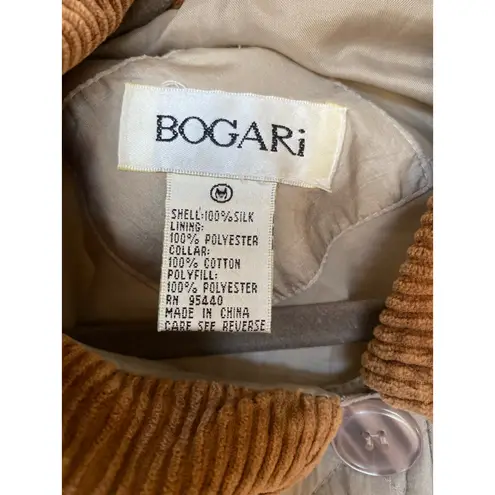 BOGARi
M
SHELL:100%SILK
LINING:
100% POLYESTER
COLLAR:
100% COTTON
POLYFILL:
100% POLYESTER
RN 95440
MADE IN CHINA
CARE SEE REVERSE